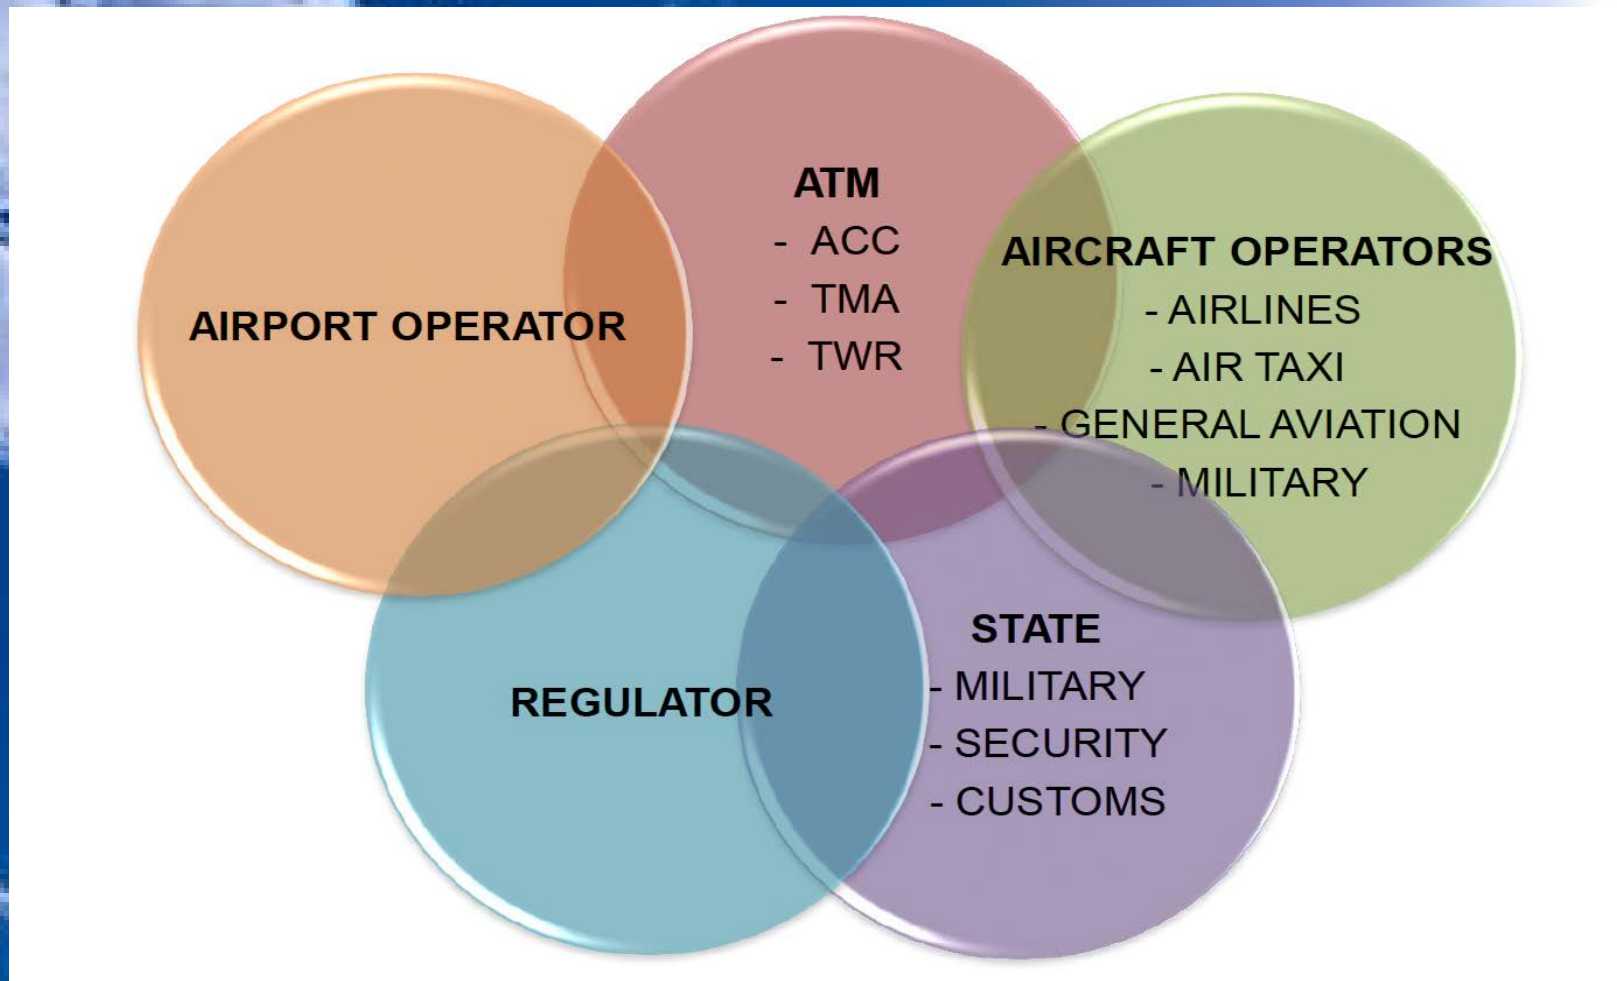 AIRPORT OPERATOR
ATM
- ACC
- TMA
- TWR
AIRCRAFT OPERATORS
- AIRLINES
- AIR TAXI
- GENERAL AVIATION
- MILITARY
REGULATOR
STATE
- MILITARY
- SECURITY
- CUSTOMS